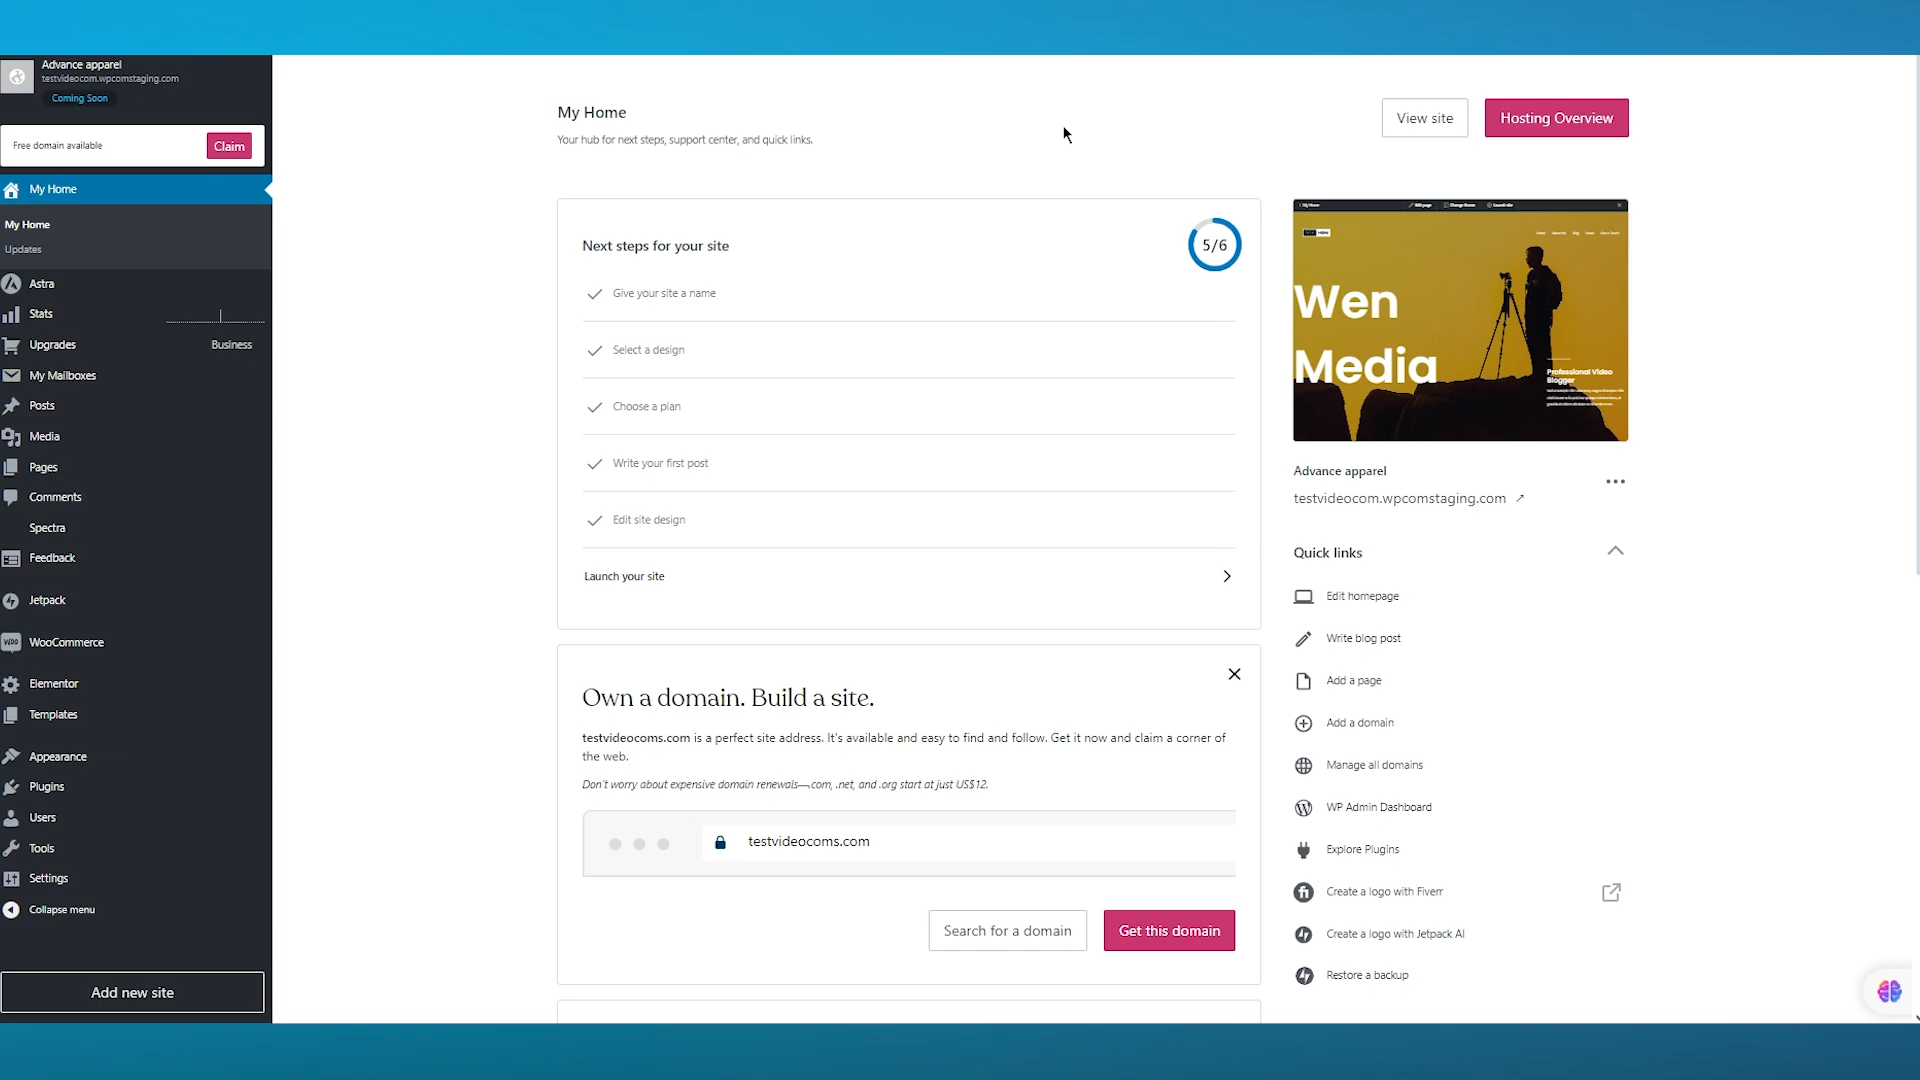 Advance apparel
testvideocom.wpcomstaging.com
Coming Soon
Free domain available
Claim
My Home
My Home
Updates
Astra
Stats
Upgrades
Business
My Mailboxes
Posts
Media
Pages
Comments
Spectra
Feedback
Jetpack
WooCommerce
Elementor
Templates
Appearance
Plugins
Users
Tools
Settings
Collapse menu
Add new site
My Home
Your hub for next steps, support center, and quick links.
View site
Hosting Overview
Next steps for your site
5/6
Give your site a name
Select a design
Choose a plan
Write your first post
Edit site design
Launch your site
Own a domain. Build a site.
testvideocoms.com is a perfect site address. It's available and easy to find and follow. Get it now and claim a corner of
the web.
Don't worry about expensive domain renewals—.com, .net, and .org start at just US$12.
testvideocoms.com
Search for a domain
Get this domain
My Home
Edit page
Change theme
Launch site
Wen
Media
Professional Video
Blogger
Advance apparel
testvideocom.wpcomstaging.com ↗
Quick links
Edit homepage
Write blog post
Add a page
Add a domain
Manage all domains
WP Admin Dashboard
Explore Plugins
Create a logo with Fiverr
Create a logo with Jetpack AI
Restore a backup